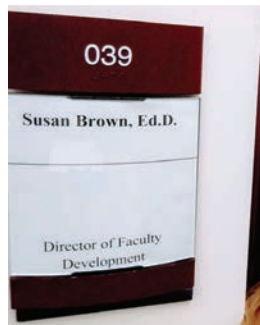 039
Susan Brown, Ed.D.
Director of Faculty
Development